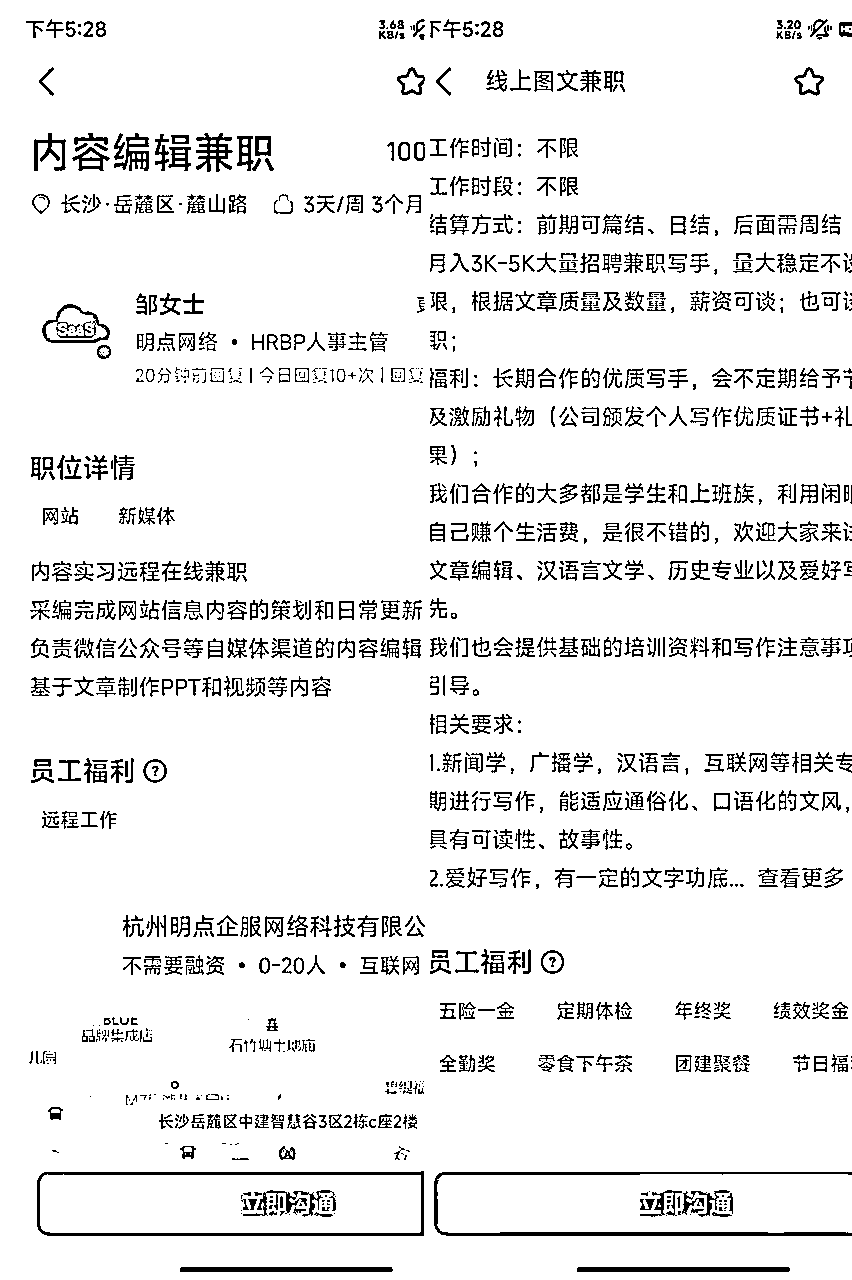 下午5:28
3.68 KB/s
内容编辑兼职
100
长沙·岳麓区·麓山路
3天/周 3个月
SaaS
邹女士
明点网络 • HRBP人事主管
20分钟前回复 | 今日回复10+次 | 回复
职位详情
网站 新媒体
内容实习远程在线兼职
采编完成网站信息内容的策划和日常更新
负责微信公众号等自媒体渠道的内容编辑
基于文章制作PPT和视频等内容
员工福利
远程工作
杭州明点企服网络科技有限公
不需要融资 • 0-20人 • 互联网
BLUE
品牌集成店
儿园
长沙岳麓区中建智慧谷3区2栋c座2楼
立即沟通
下午5:28
3.20 KB/s
线上图文兼职
工作时间：不限
工作时段：不限
结算方式：前期可篇结、日结，后面需周结
月入3K-5K大量招聘兼职写手，量大稳定不设
限，根据文章质量及数量，薪资可谈；也可谈
职；
福利：长期合作的优质写手，会不定期给予节
及激励礼物（公司颁发个人写作优质证书+礼
果）；
我们合作的大多都是学生和上班族，利用闲暇
自己赚个生活费，是很不错的，欢迎大家来试
文章编辑、汉语言文学、历史专业以及爱好写
先。
我们也会提供基础的培训资料和写作注意事项
引导。
相关要求：
1.新闻学，广播学，汉语言，互联网等相关专
期进行写作，能适应通俗化、口语化的文风，
具有可读性、故事性。
2.爱好写作，有一定的文字功底... 查看更多
员工福利
五险一金 定期体检 年终奖 绩效奖金
全勤奖 零食下午茶 团建聚餐 节日福
立即沟通